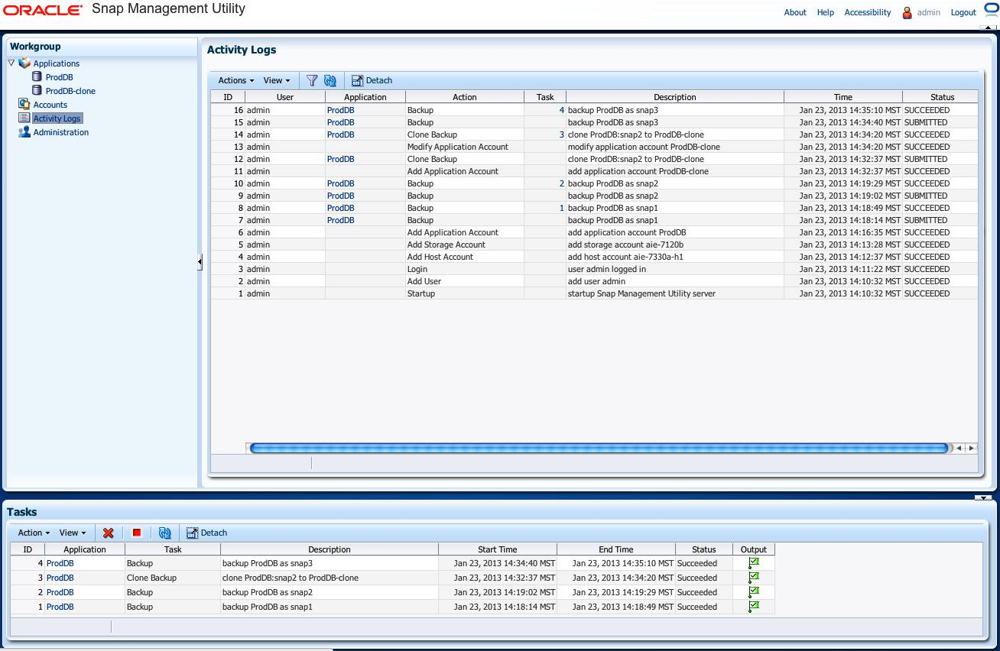 ORACLE Snap Management Utility
About Help Accessibility admin Logout
Workgroup
Applications
ProdDB
ProdDB-clone
Accounts
Activity Logs
Administration
Activity Logs
Actions View Detach
ID User Application Action Task Description Time Status
16 admin ProdDB Backup 4 backup ProdDB as snap3 Jan 23, 2013 14:35:10 MST SUCCEEDED
15 admin ProdDB Backup backup ProdDB as snap3 Jan 23, 2013 14:34:40 MST SUBMITTED
14 admin ProdDB Clone Backup 3 clone ProdDB:snap2 to ProdDB-clone Jan 23, 2013 14:34:20 MST SUCCEEDED
13 admin Modify Application Account modify application account ProdDB-clone Jan 23, 2013 14:34:20 MST SUCCEEDED
12 admin ProdDB Clone Backup clone ProdDB:snap2 to ProdDB-clone Jan 23, 2013 14:32:37 MST SUBMITTED
11 admin Add Application Account add application account ProdDB-clone Jan 23, 2013 14:32:37 MST SUCCEEDED
10 admin ProdDB Backup 2 backup ProdDB as snap2 Jan 23, 2013 14:19:29 MST SUCCEEDED
9 admin ProdDB Backup backup ProdDB as snap2 Jan 23, 2013 14:19:02 MST SUBMITTED
8 admin ProdDB Backup 1 backup ProdDB as snap1 Jan 23, 2013 14:18:49 MST SUCCEEDED
7 admin ProdDB Backup backup ProdDB as snap1 Jan 23, 2013 14:18:14 MST SUBMITTED
6 admin Add Application Account add application account ProdDB Jan 23, 2013 14:16:35 MST SUCCEEDED
5 admin Add Storage Account add storage account aie-7120b Jan 23, 2013 14:13:28 MST SUCCEEDED
4 admin Add Host Account add host account aie-7330a-h1 Jan 23, 2013 14:12:37 MST SUCCEEDED
3 admin Login user admin logged in Jan 23, 2013 14:11:22 MST SUCCEEDED
2 admin Add User add user admin Jan 23, 2013 14:10:32 MST SUCCEEDED
1 admin Startup startup Snap Management Utility server Jan 23, 2013 14:10:32 MST SUCCEEDED
Tasks
Action View Detach
ID Application Task Description Start Time End Time Status Output
4 ProdDB Backup backup ProdDB as snap3 Jan 23, 2013 14:34:40 MST Jan 23, 2013 14:35:10 MST Succeeded
3 ProdDB Clone Backup clone ProdDB:snap2 to ProdDB-clone Jan 23, 2013 14:32:37 MST Jan 23, 2013 14:34:20 MST Succeeded
2 ProdDB Backup backup ProdDB as snap2 Jan 23, 2013 14:19:02 MST Jan 23, 2013 14:19:29 MST Succeeded
1 ProdDB Backup backup ProdDB as snap1 Jan 23, 2013 14:18:14 MST Jan 23, 2013 14:18:49 MST Succeeded